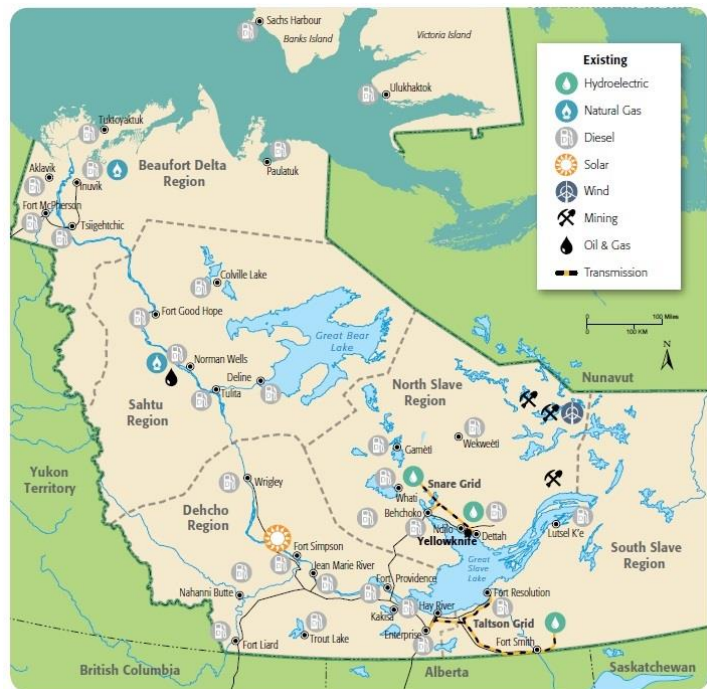 Sachs Harbour
Banks Island
Victoria Island
Ulukhaktok
Existing
Hydroelectric
Natural Gas
Diesel
Solar
Wind
Mining
Oil & Gas
Transmission
100 Miles
100 KM
N
Tuktoyaktuk
Beaufort Delta
Region
Paulatuk
Aklavik
Inuvik
Fort McPherson
Tsiigehtchic
Colville Lake
Fort Good Hope
Great Bear
Lake
Norman Wells
Deline
Tulita
Sahtu
Region
North Slave
Region
Nunavut
Gamètì
Wekweètì
Yukon
Territory
Wrigley
Whatì
Snare Grid
Behchoko
Dehcho
Region
Ndilo
Yellowknife
Dettah
Lutsel K'e
South Slave
Region
Great
Slave
Lake
Fort Simpson
Jean Marie River
Fort Providence
Fort Resolution
Nahanni Butte
Kakisa
Hay River
Taltson Grid
Enterprise
Fort Smith
Fort Liard
Trout Lake
British Columbia
Alberta
Saskatchewan